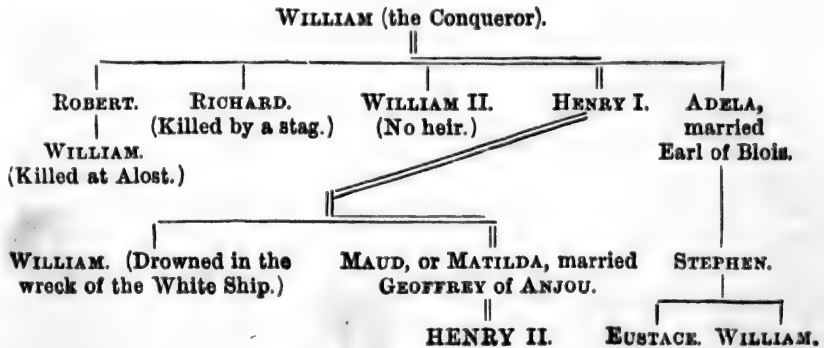 WILLIAM (the Conqueror).
ROBERT. RICHARD. WILLIAM II. HENRY I. ADELA,
(Killed by a stag.) (No heir.) married
WILLIAM. Earl of Blois.
(Killed at Alost.)
WILLIAM. (Drowned in the MAUD, or MATILDA, married STEPHEN.
wreck of the White Ship.) GEOFFREY of ANJOU.
HENRY II. EUSTACE. WILLIAM.